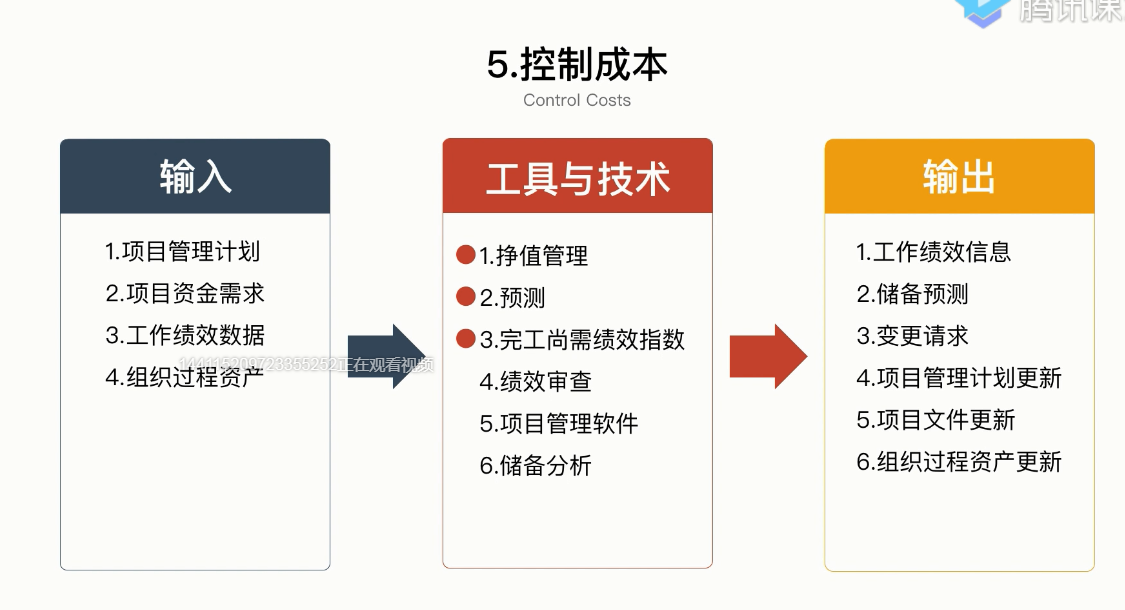 腾讯课
5.控制成本
Control Costs
输入
1.项目管理计划
2.项目资金需求
3.工作绩效数据
4.组织过程资产
144115209723355252正在观看视频
工具与技术
1.挣值管理
2.预测
3.完工尚需绩效指数
4.绩效审查
5.项目管理软件
6.储备分析
输出
1.工作绩效信息
2.储备预测
3.变更请求
4.项目管理计划更新
5.项目文件更新
6.组织过程资产更新